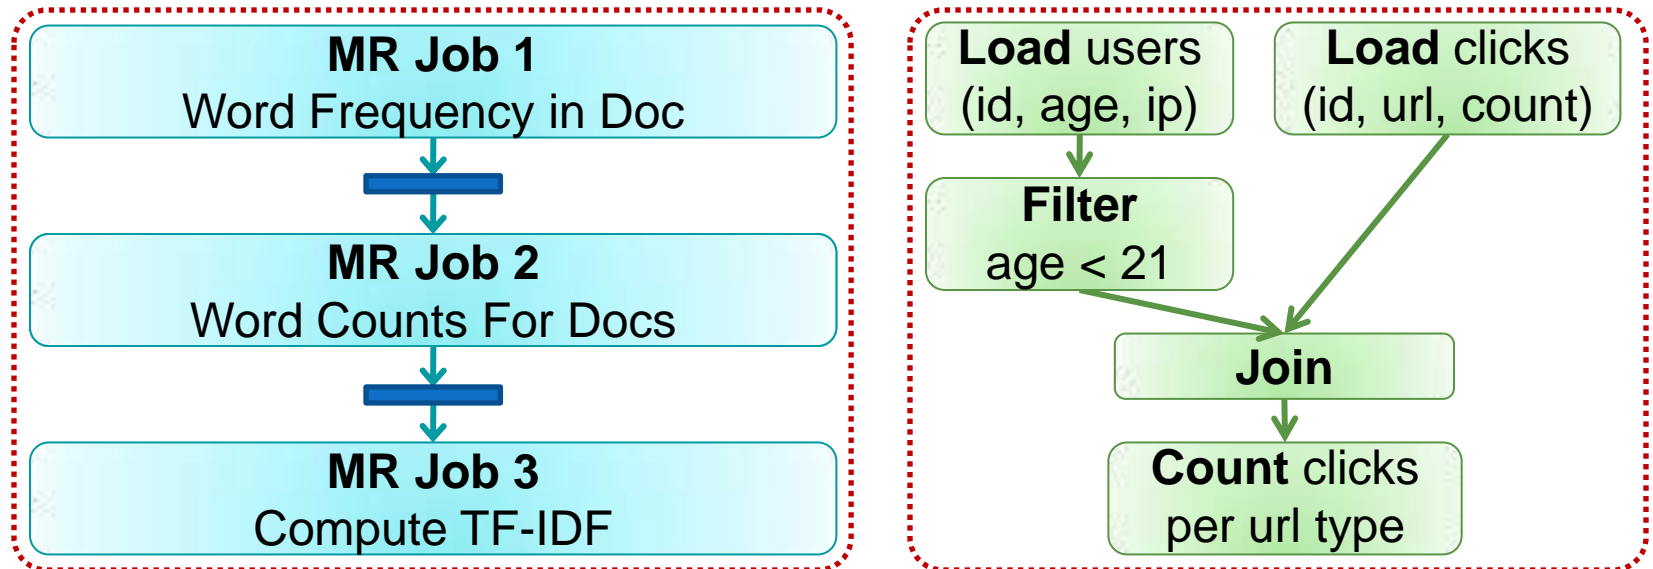 MR Job 1
Word Frequency in Doc
MR Job 2
Word Counts For Docs
MR Job 3
Compute TF-IDF
Load users
(id, age, ip)
Load clicks
(id, url, count)
Filter
age < 21
Join
Count clicks
per url type